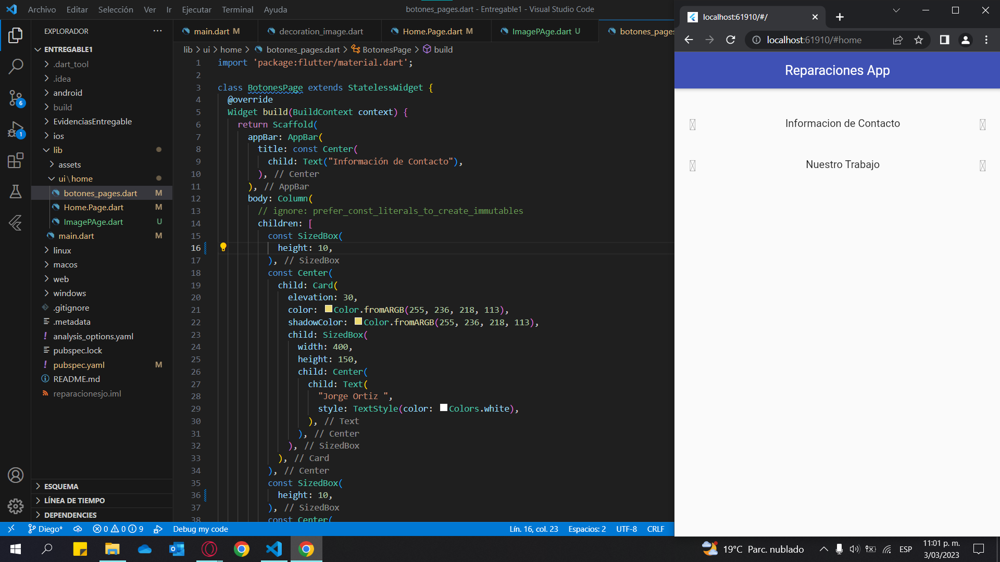 Archivo Editar Selección Ver Ir Ejecutar Terminal Ayuda
botones_pages.dart - Entregable1 - Visual Studio Code
EXPLORADOR
ENTREGABLE1
.dart_tool
.idea
android
build
EvidenciasEntregable
ios
lib
assets
ui\home
botones_pages.dart M
Home.Page.dart M
ImagePAge.dart U
main.dart M
linux
macos
web
windows
.gitignore
.metadata
analysis_options.yaml
pubspec.lock
pubspec.yaml M
README.md
reparacionesjo.iml
ESQUEMA
LÍNEA DE TIEMPO
DEPENDENCIES
6
1
main.dart M decoration_image.dart Home.Page.dart M ImagePAge.dart U botones_pages
lib > ui > home > botones_pages.dart > BotonesPage > build
1 import 'package:flutter/material.dart';
2
3 class BotonesPage extends StatelessWidget {
4 @override
5 Widget build(BuildContext context) {
6 return Scaffold(
7 appBar: AppBar(
8 title: const Center(
9 child: Text("Información de Contacto"),
10 ), // Center
11 ), // AppBar
12 body: Column(
13 // ignore: prefer_const_literals_to_create_immutables
14 children: [
15 const SizedBox(
16 height: 10,
17 ), // SizedBox
18 const Center(
19 child: Card(
20 elevation: 30,
21 color: Color.fromARGB(255, 236, 218, 113),
22 shadowColor: Color.fromARGB(255, 236, 218, 113),
23 child: SizedBox(
24 width: 400,
25 height: 150,
26 child: Center(
27 child: Text(
28 "Jorge Ortiz ",
29 style: TextStyle(color: Colors.white),
30 ), // Text
31 ), // Center
32 ), // SizedBox
33 ), // Card
34 ), // Center
35 const SizedBox(
36 height: 10,
37 ), // SizedBox
38 const Center(
Diego* 0 0 9 Debug my code
Lín. 16, col. 23 Espacios: 2 UTF-8 CRLF
localhost:61910/#/
localhost:61910/#home
Reparaciones App
Informacion de Contacto
Nuestro Trabajo
19°C Parc. nublado
ESP
11:01 p. m.
3/03/2023